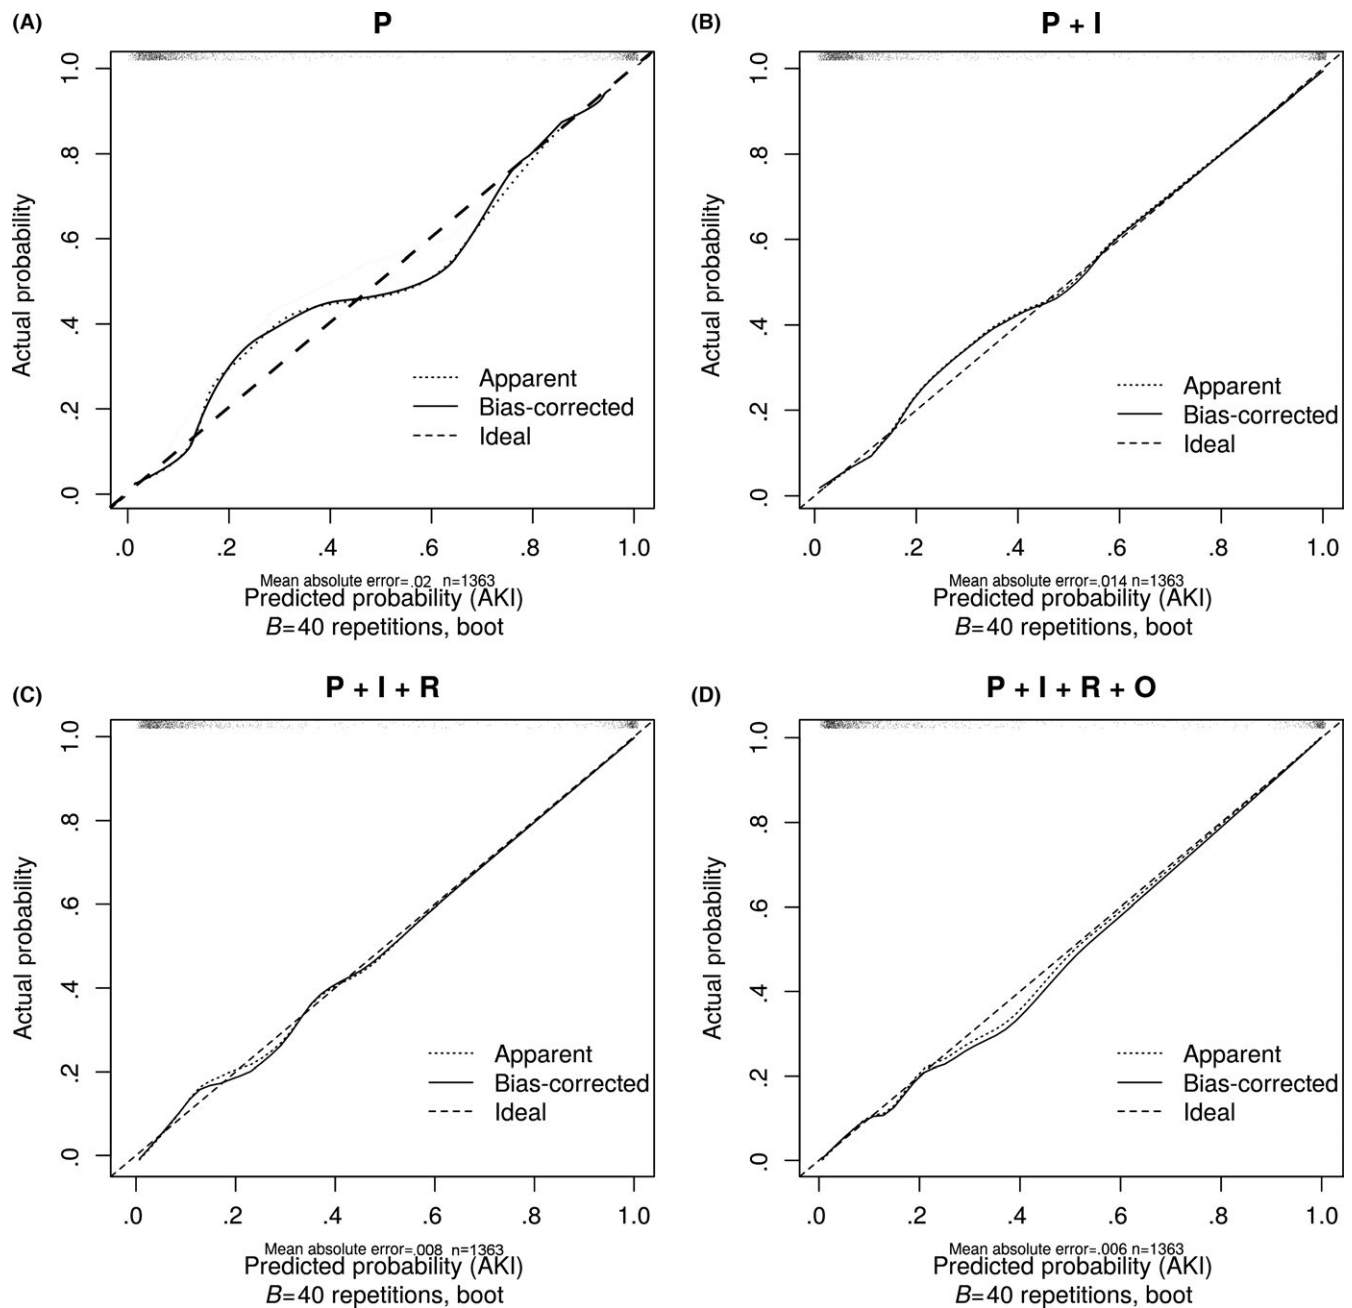 (A)
P
1.0
.8
.6
.4
.2
.0
Actual probability
Apparent
Bias-corrected
Ideal
.0 .2 .4 .6 .8 1.0
Mean absolute error=.02 n=1363
Predicted probability (AKI)
B=40 repetitions, boot
(B)
P + I
1.0
.8
.6
.4
.2
.0
Actual probability
Apparent
Bias-corrected
Ideal
.0 .2 .4 .6 .8 1.0
Mean absolute error=.014 n=1363
Predicted probability (AKI)
B=40 repetitions, boot
(C)
P + I + R
1.0
.8
.6
.4
.2
.0
Actual probability
Apparent
Bias-corrected
Ideal
.0 .2 .4 .6 .8 1.0
Mean absolute error=.008 n=1363
Predicted probability (AKI)
B=40 repetitions, boot
(D)
P + I + R + O
1.0
.8
.6
.4
.2
.0
Actual probability
Apparent
Bias-corrected
Ideal
.0 .2 .4 .6 .8 1.0
Mean absolute error=.006 n=1363
Predicted probability (AKI)
B=40 repetitions, boot